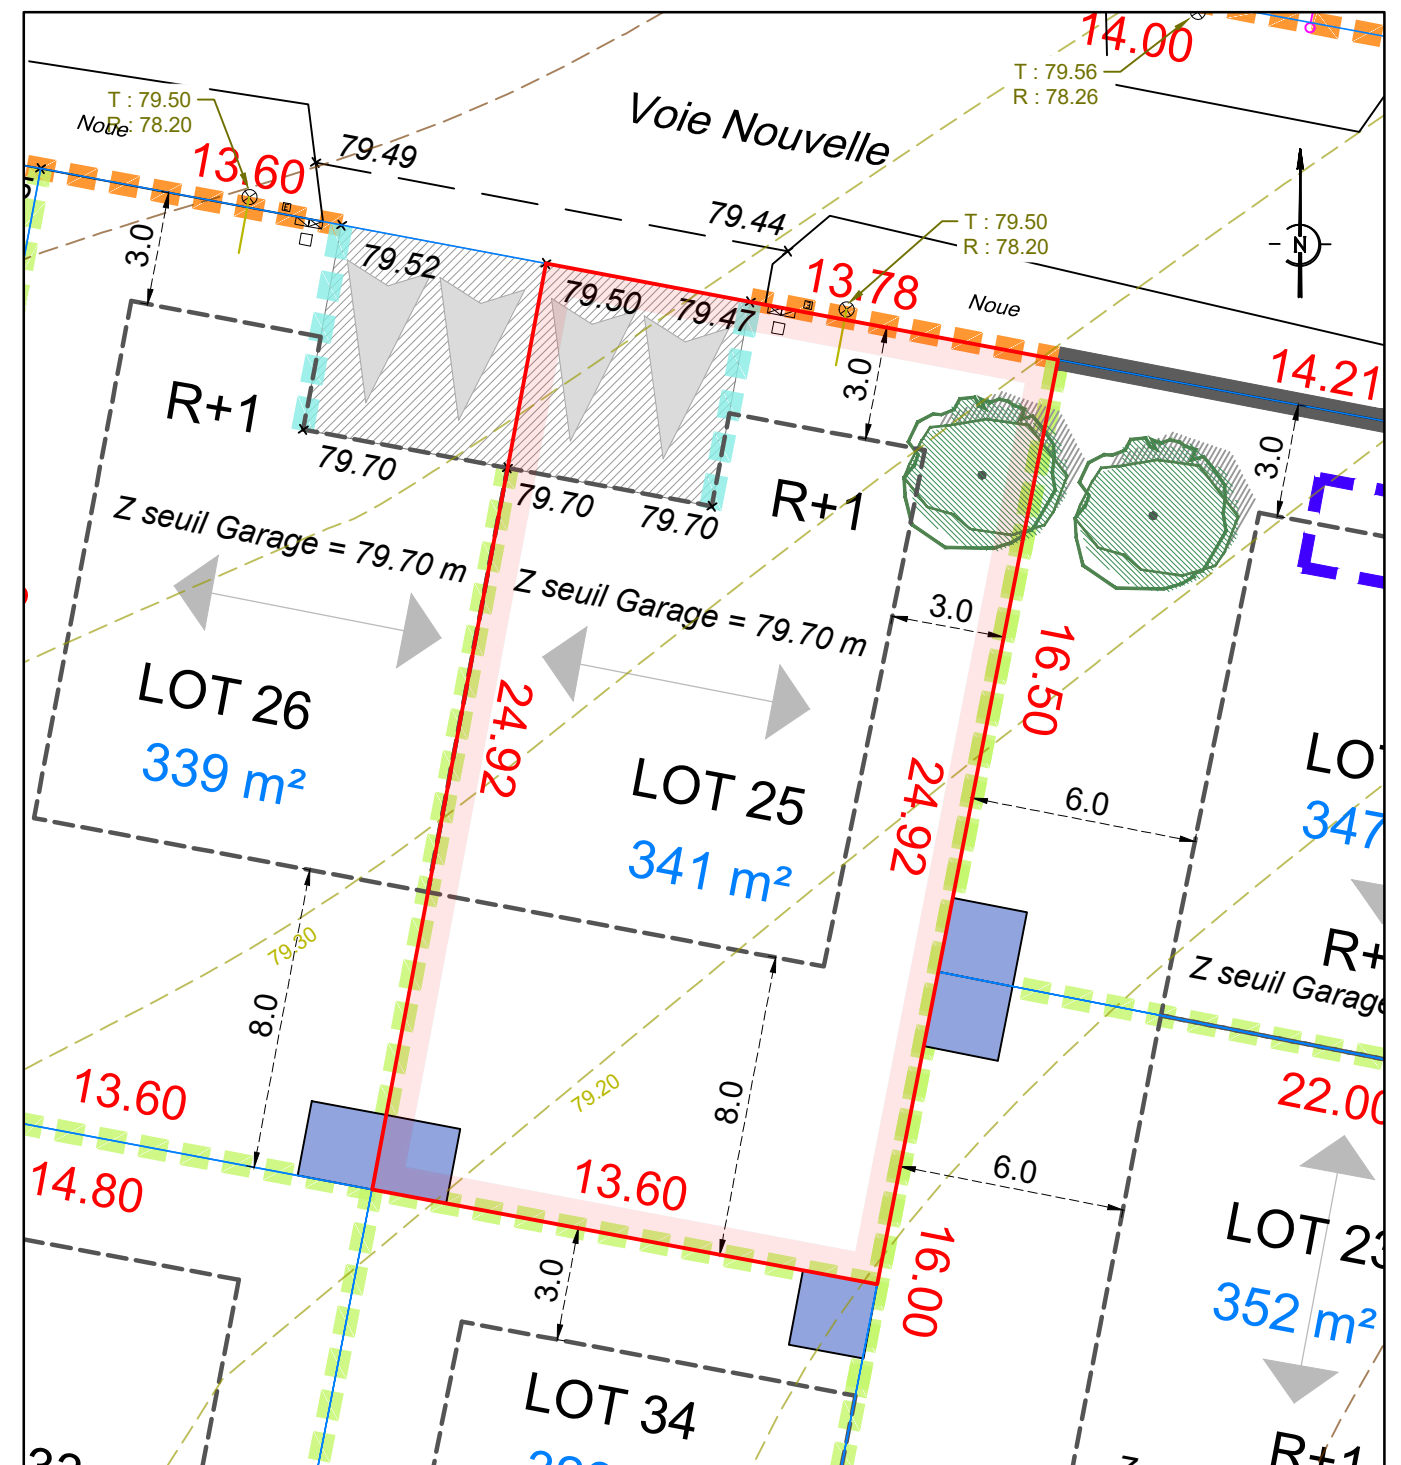 14.00
T : 79.56
R : 78.26
T : 79.50
R : 78.20
Noue
13.60
79.49
Voie Nouvelle
79.44
T : 79.50
R : 78.20
N
3.0
79.52
79.50
79.47
13.78
Noue
14.21
3.0
3.0
R+1
79.70
79.70
79.70
R+1
Z seuil Garage = 79.70 m
Z seuil Garage = 79.70 m
3.0
16.50
LOT 26
339 m²
24.92
LOT 25
341 m²
24.92
6.0
LOT
347
R+
Z seuil Garage
79.30
8.0
79.20
8.0
13.60
14.80
13.60
22.00
6.0
16.00
LOT 23
352 m²
3.0
LOT 34
R+1